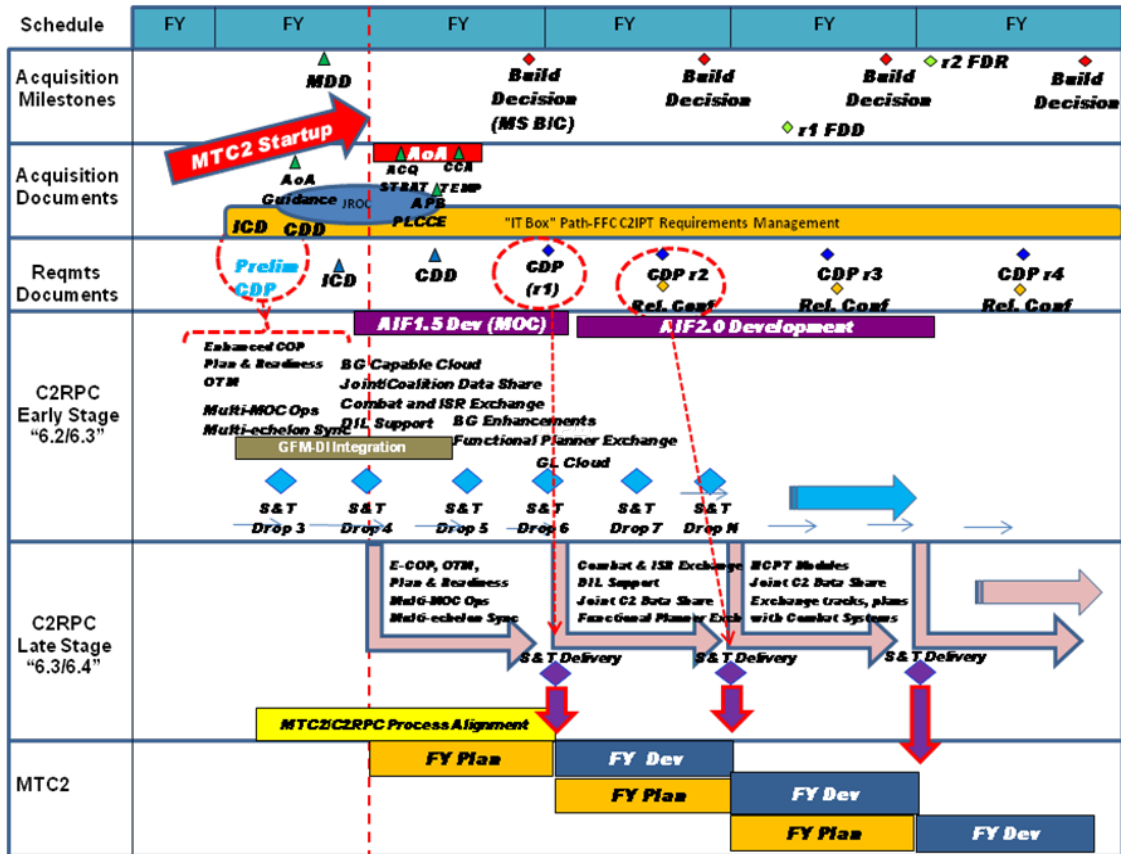 Schedule
FY
FY
FY
FY
FY
FY
Acquisition
Milestones
MDD
Build
Decision
(MS B/C)
Build
Decision
Build
Decision
r2 FDR
Build
Decision
r1 FDD
MTC2 Startup
Acquisition
Documents
AoA
Guidance
JROC
AoA
ACQ
STRAT
CCA
TEMP
APB
PLCCE
ICD
CDD
"IT Box" Path-FFC C2IPT Requirements Management
Reqmts
Documents
Prelim
CDP
ICD
CDD
CDP
(r1)
CDP r2
Rel. Conf
CDP r3
Rel. Conf
CDP r4
Rel. Conf
C2RPC
Early Stage
“6.2/6.3”
AIF1.5 Dev (MOC)
AIF2.0 Development
Enhanced COP
Plan & Readiness
OTM
Multi-MOC Ops
Multi-echelon Sync
BG Capable Cloud
Joint/Coalition Data Share
Combat and ISR Exchange
DIL Support
BG Enhancements
Functional Planner Exchange
GL Cloud
GFM-DI Integration
S & T
Drop 3
S & T
Drop 4
S & T
Drop 5
S & T
Drop 6
S & T
Drop 7
S & T
Drop N
C2RPC
Late Stage
“6.3/6.4”
E-COP, OTM,
Plan & Readiness
Multi-MOC Ops
Multi-echelon Sync
Combat & ISR Exchange
DIL Support
Joint C2 Data Share
Functional Planner Exch
Modules
Joint C2 Data Share
Exchange tracks, plans
with Combat Systems
S & T Delivery
S & T Delivery
S & T Delivery
MTC2/C2RPC Process Alignment
MTC2
FY Plan
FY Dev
FY Plan
FY Dev
FY Plan
FY Dev